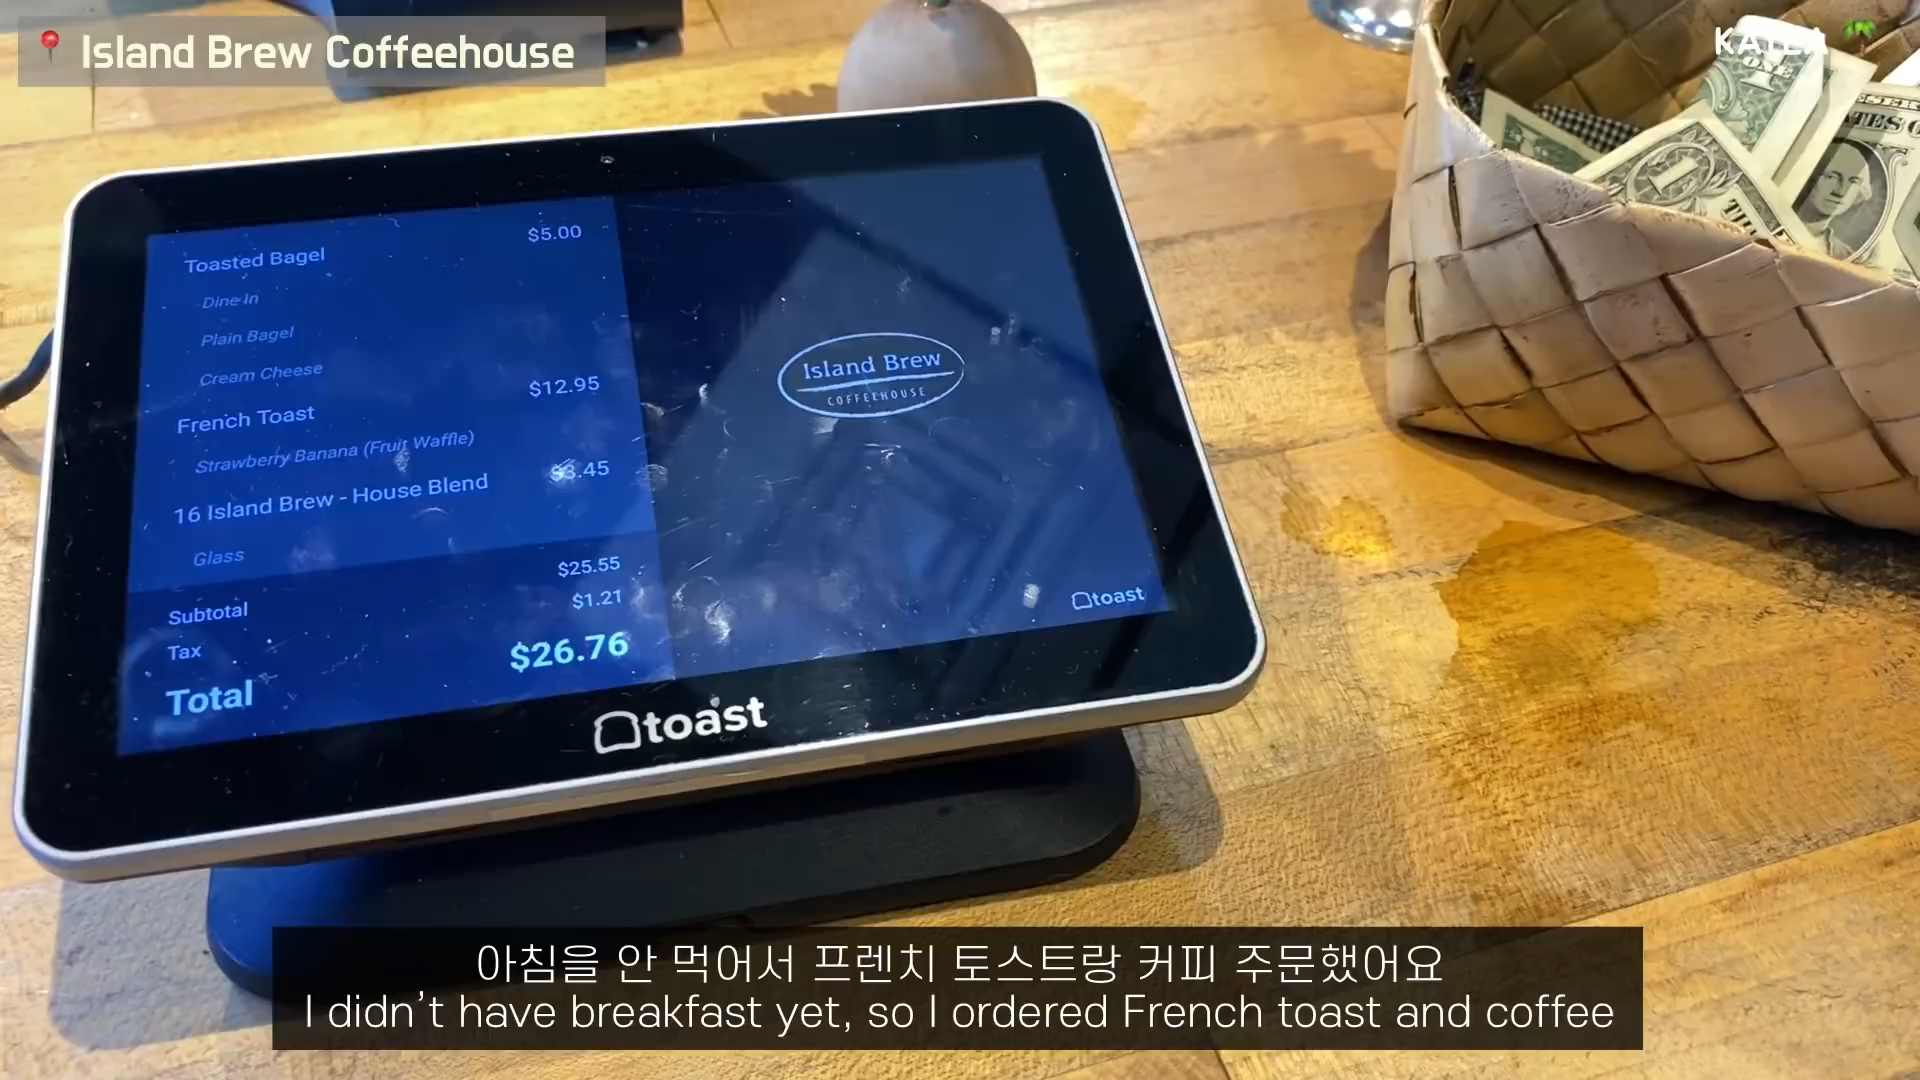 Island Brew Coffeehouse
Toasted Bagel $5.00
Dine In
Plain Bagel
Cream Cheese
French Toast $12.95
Strawberry Banana (Fruit Waffle)
16 Island Brew - House Blend $3.45
Glass
Subtotal $25.55
Tax $1.21
Total $26.76
Island Brew
COFFEEHOUSE
toast
toast
ONE
1
아침을 안 먹어서 프렌치 토스트랑 커피 주문했어요
I didn't have breakfast yet, so I ordered French toast and coffee